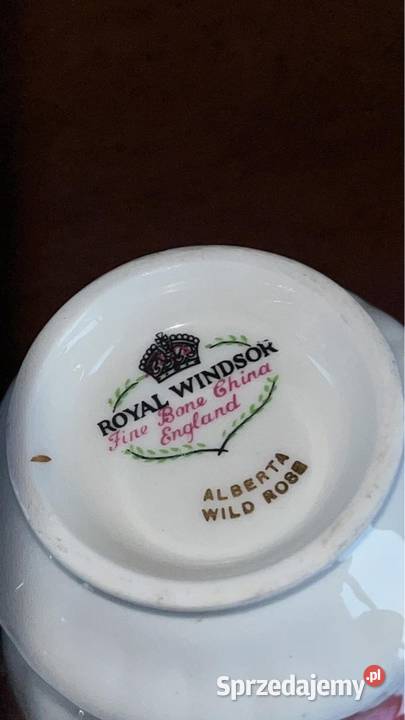 ROYAL WINDSOR
Fine Bone China
England
ALBERTA
WILD ROSE
Sprzedajemy.pl